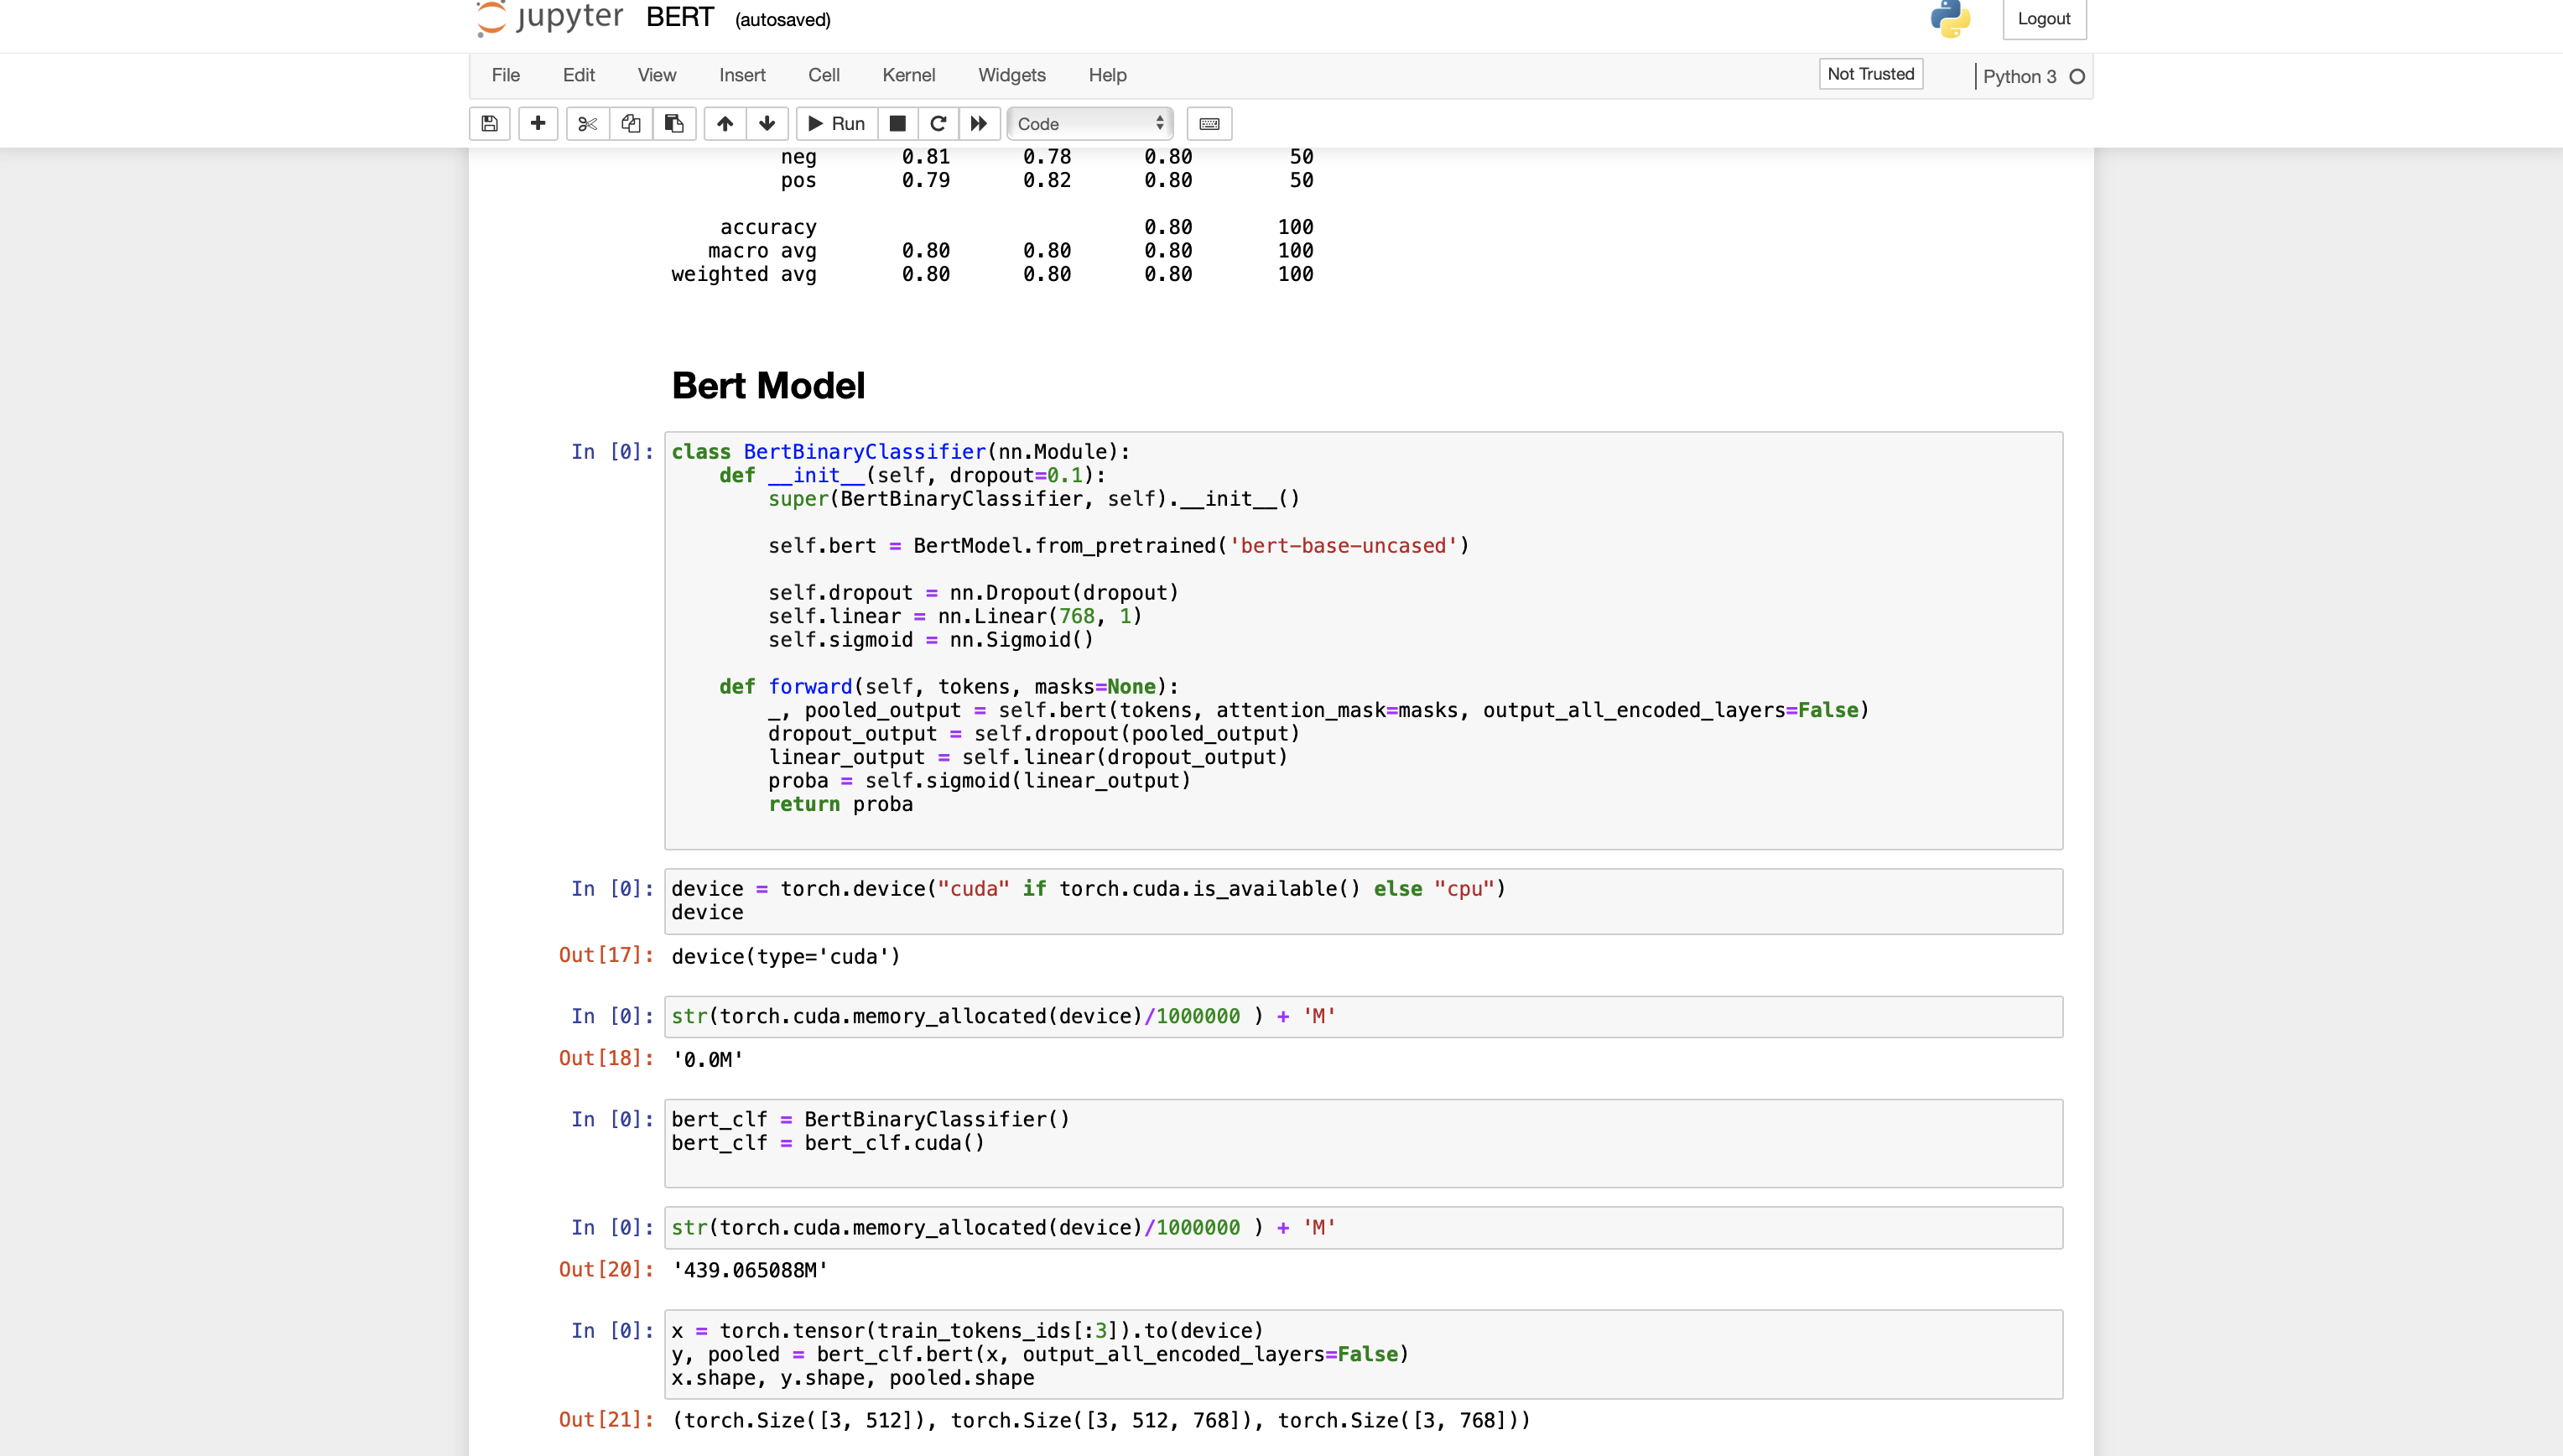 jupyter BERT (autosaved)
Logout
File Edit View Insert Cell Kernel Widgets Help
Not Trusted
Python 3
Run
Code
neg 0.81 0.78 0.80 50
pos 0.79 0.82 0.80 50
accuracy 0.80 100
macro avg 0.80 0.80 0.80 100
weighted avg 0.80 0.80 0.80 100
Bert Model
In [0]: class BertBinaryClassifier(nn.Module):
    def __init__(self, dropout=0.1):
        super(BertBinaryClassifier, self).__init__()
        self.bert = BertModel.from_pretrained('bert-base-uncased')
        self.dropout = nn.Dropout(dropout)
        self.linear = nn.Linear(768, 1)
        self.sigmoid = nn.Sigmoid()
    def forward(self, tokens, masks=None):
        _, pooled_output = self.bert(tokens, attention_mask=masks, output_all_encoded_layers=False)
        dropout_output = self.dropout(pooled_output)
        linear_output = self.linear(dropout_output)
        proba = self.sigmoid(linear_output)
        return proba
In [0]: device = torch.device("cuda" if torch.cuda.is_available() else "cpu")
device
Out[17]: device(type='cuda')
In [0]: str(torch.cuda.memory_allocated(device)/1000000 ) + 'M'
Out[18]: '0.0M'
In [0]: bert_clf = BertBinaryClassifier()
bert_clf = bert_clf.cuda()
In [0]: str(torch.cuda.memory_allocated(device)/1000000 ) + 'M'
Out[20]: '439.065088M'
In [0]: x = torch.tensor(train_tokens_ids[:3]).to(device)
y, pooled = bert_clf.bert(x, output_all_encoded_layers=False)
x.shape, y.shape, pooled.shape
Out[21]: (torch.Size([3, 512]), torch.Size([3, 512, 768]), torch.Size([3, 768]))